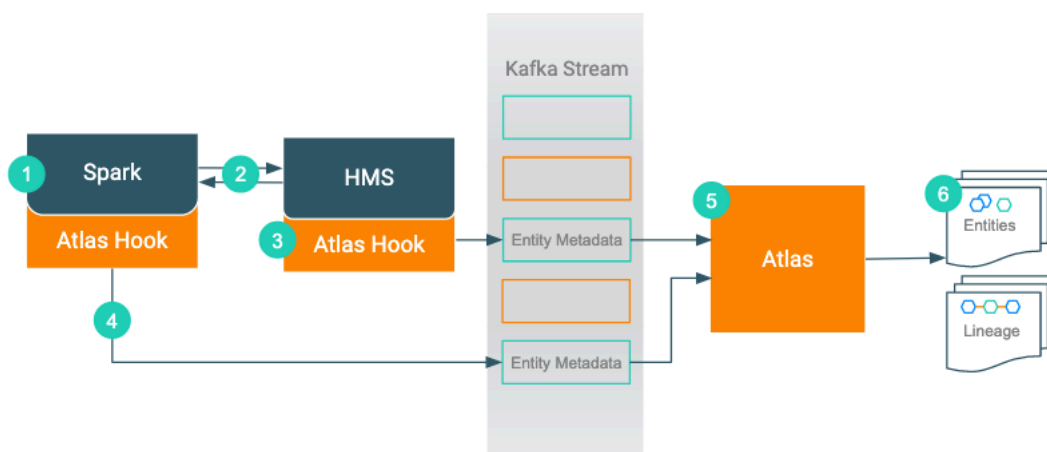 Kafka Stream
1
Spark
2
HMS
Atlas Hook
3
Atlas Hook
4
Entity Metadata
Entity Metadata
5
Atlas
6
Entities
Lineage